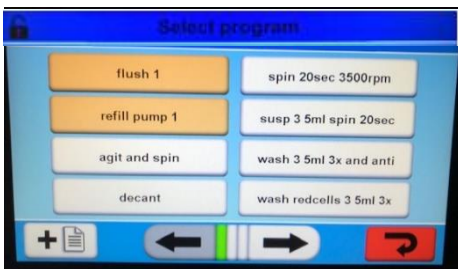 Select program
flush 1
refill pump 1
agit and spin
decant
spin 20sec 3500rpm
susp 3 5ml spin 20sec
wash 3 5ml 3x and anti
wash redcells 3 5ml 3x